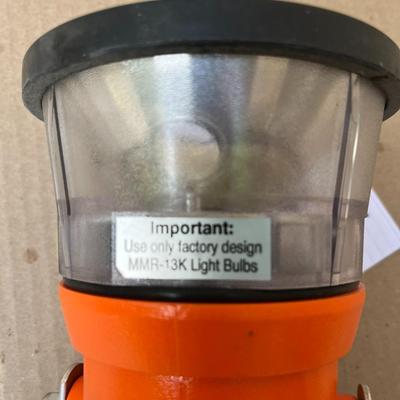 Important:
Use only factory design
MMR-13K Light Bulbs